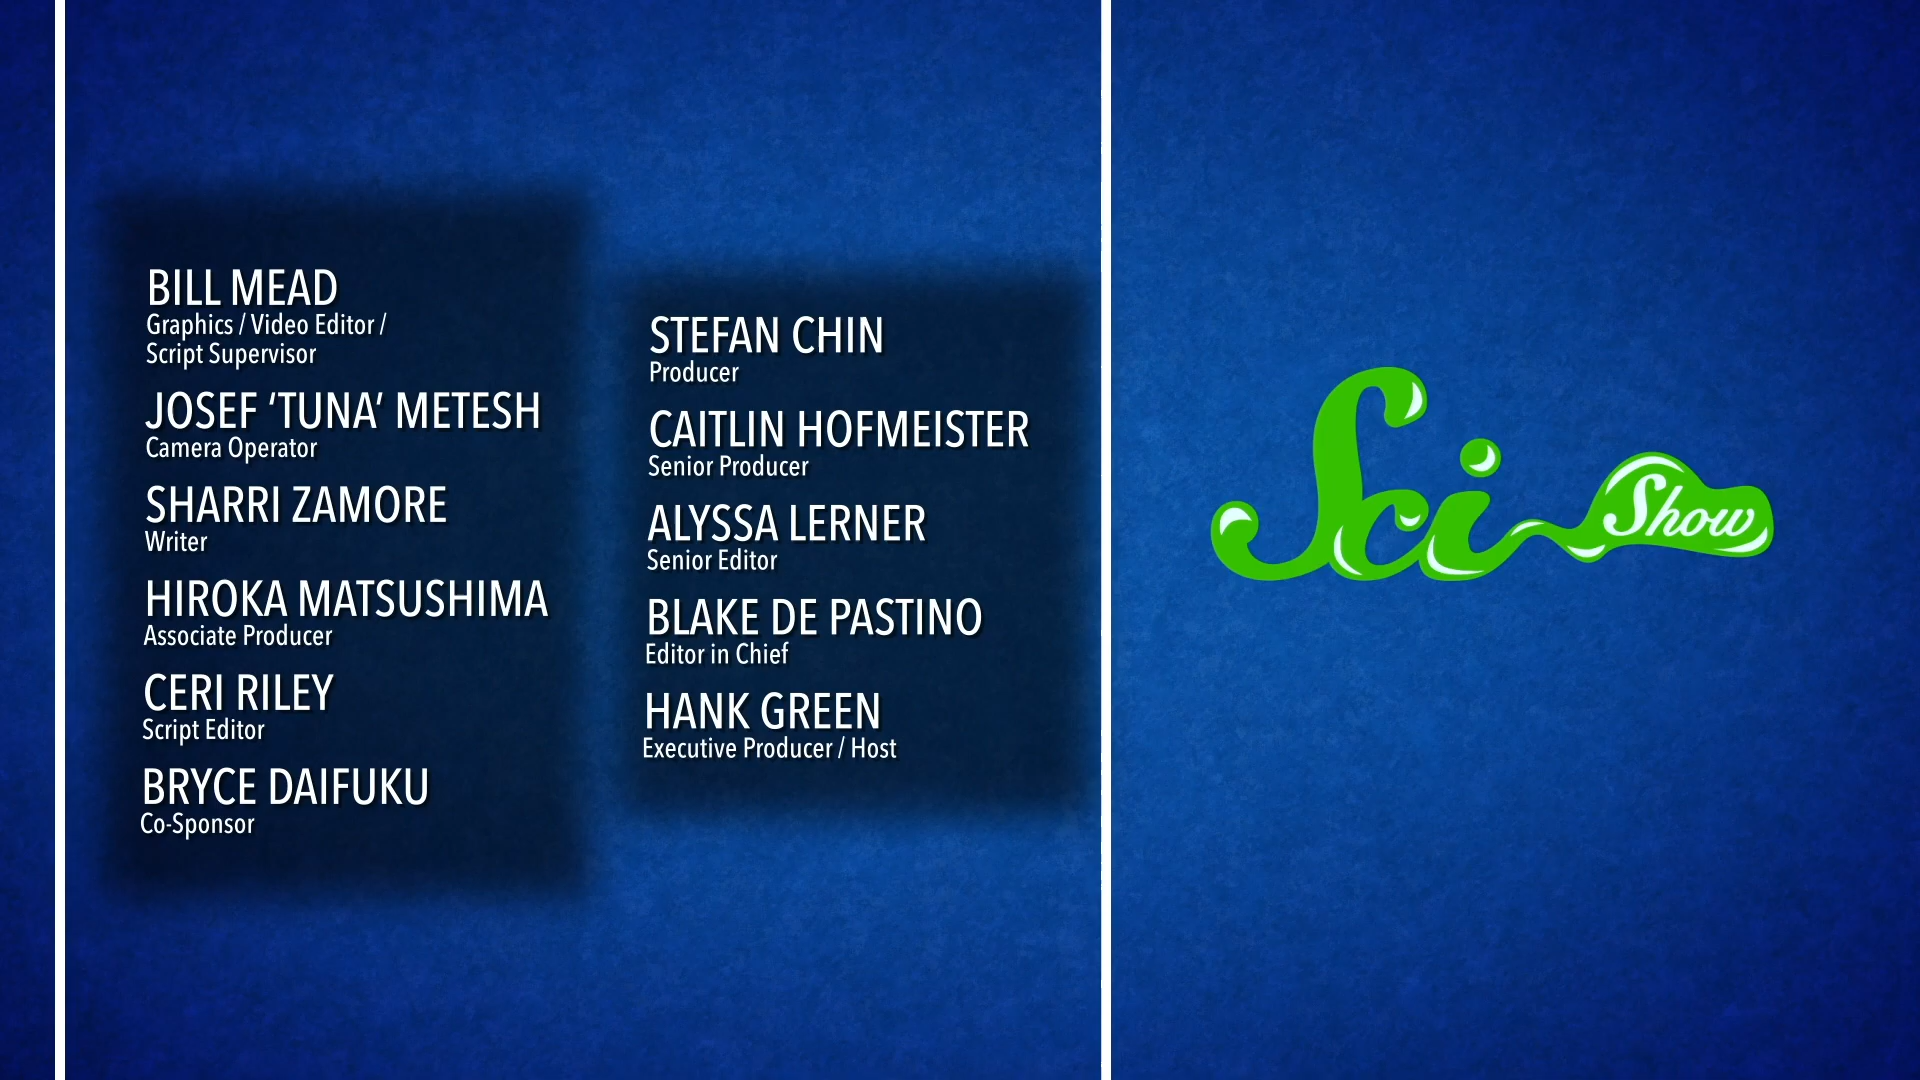 BILL MEAD
Graphics / Video Editor /
Script Supervisor
JOSEF ‘TUNA’ METESH
Camera Operator
SHARRI ZAMORE
Writer
HIROKA MATSUSHIMA
Associate Producer
CERI RILEY
Script Editor
BRYCE DAIFUKU
Co-Sponsor
STEFAN CHIN
Producer
CAITLIN HOFMEISTER
Senior Producer
ALYSSA LERNER
Senior Editor
BLAKE DE PASTINO
Editor in Chief
HANK GREEN
Executive Producer / Host
Sci Show